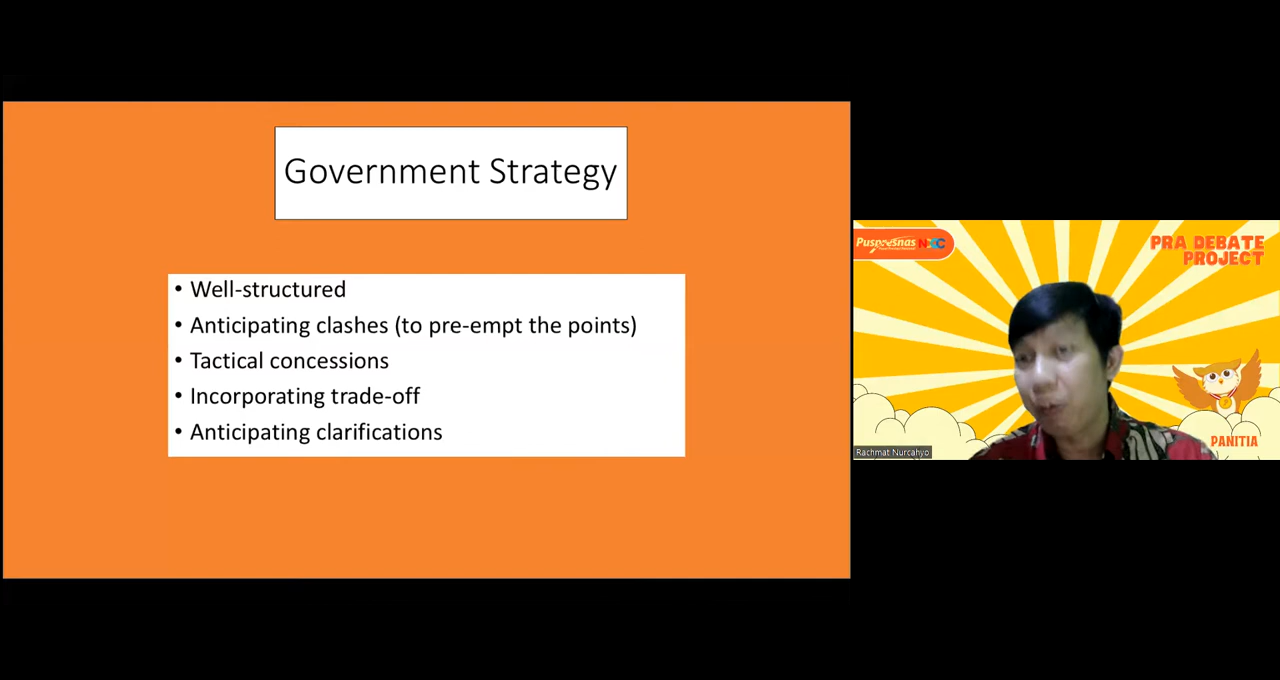 Government Strategy
• Well-structured
• Anticipating clashes (to pre-empt the points)
• Tactical concessions
• Incorporating trade-off
• Anticipating clarifications
Puspresnas
PRA DEBATE
PROJECT
PANITIA
Rachmat Nurcahyo